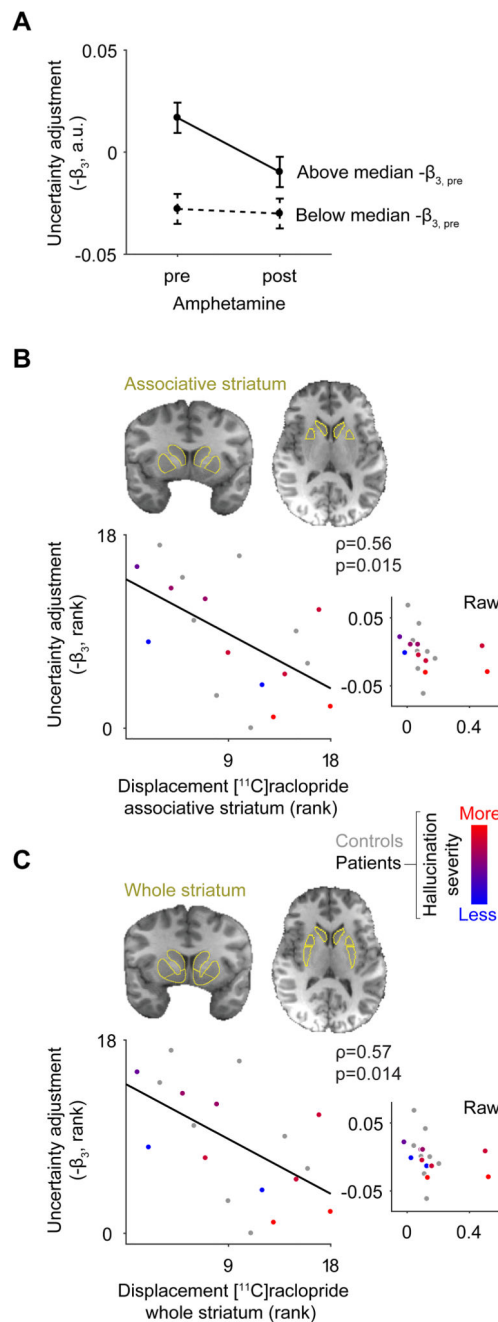 A
0.05
0
-0.05
Uncertainty adjustment
(-β3, a.u.)
Above median -β3, pre
Below median -β3, pre
pre
post
Amphetamine
B
Associative striatum
18
0
Uncertainty adjustment
(-β3, rank)
ρ=0.56
p=0.015
Raw
0.05
-0.05
0
0.4
9
18
Displacement [11C]raclopride
associative striatum (rank)
Controls
Patients
Hallucination
severity
More
Less
C
Whole striatum
18
0
Uncertainty adjustment
(-β3, rank)
ρ=0.57
p=0.014
Raw
0.05
-0.05
0
0.4
9
18
Displacement [11C]raclopride
whole striatum (rank)